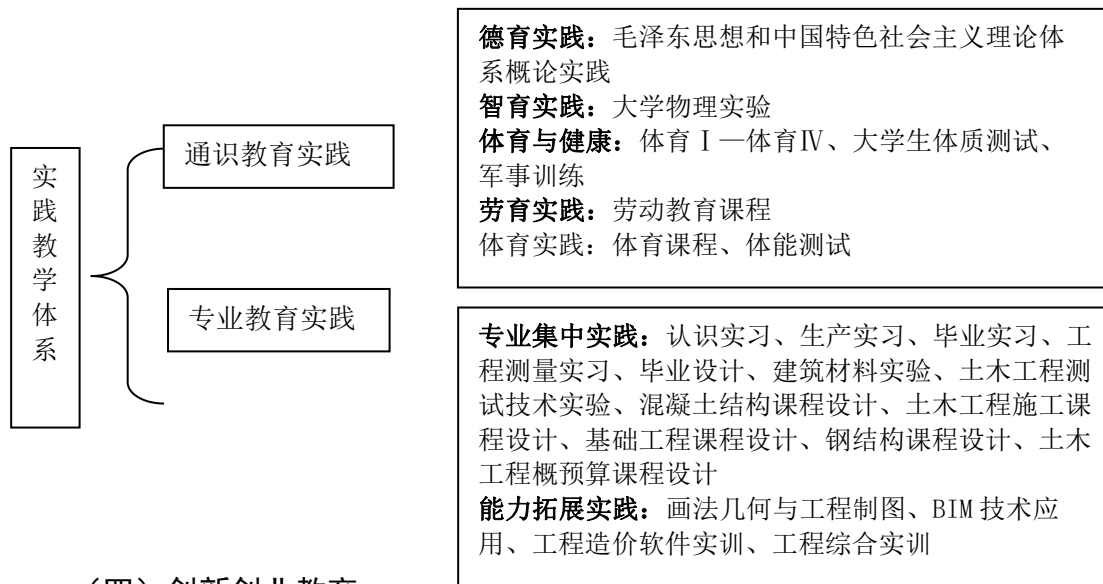 实践教学体系
通识教育实践
专业教育实践
德育实践：毛泽东思想和中国特色社会主义理论体
系概论实践
智育实践：大学物理实验
体育与健康：体育Ⅰ—体育Ⅳ、大学生体质测试、
军事训练
劳育实践：劳动教育课程
体育实践：体育课程、体能测试
专业集中实践：认识实习、生产实习、毕业实习、工
程测量实习、毕业设计、建筑材料实验、土木工程测
试技术实验、混凝土结构课程设计、土木工程施工课
程设计、基础工程课程设计、钢结构课程设计、土木
工程概预算课程设计
能力拓展实践：画法几何与工程制图、BIM 技术应
用、工程造价软件实训、工程综合实训
（四）创新创业教育